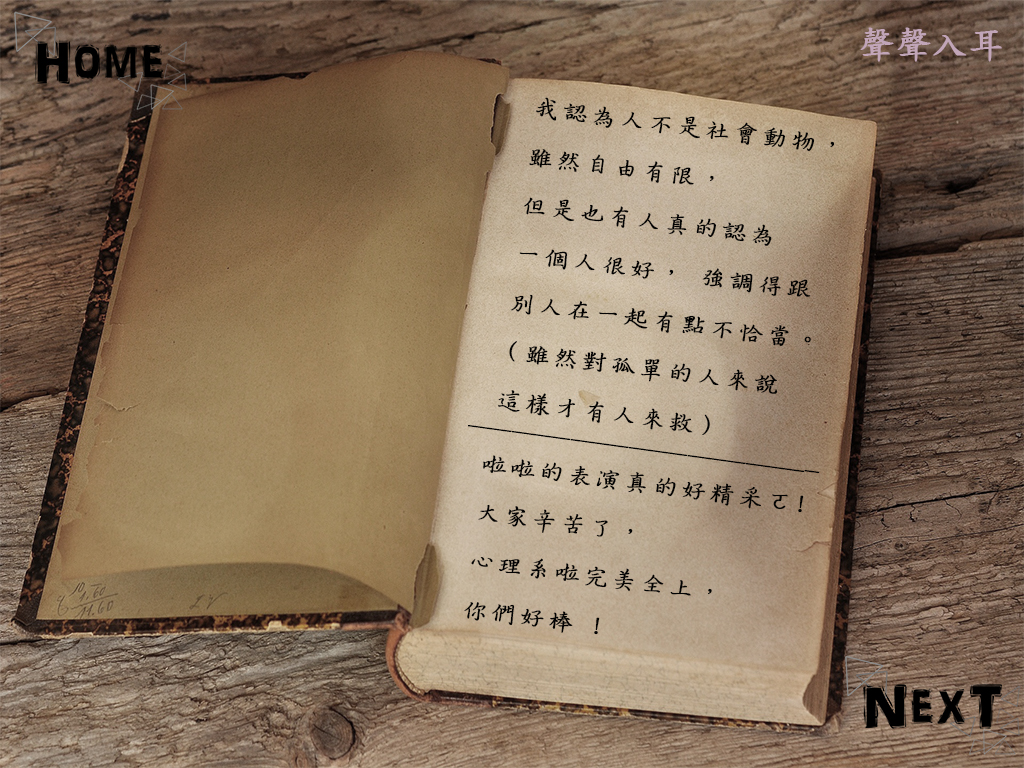 HOME
聲聲入耳
我認為人不是社會動物，
雖然自由有限，
但是也有人真的認為
一個人很好， 強調得跟
別人在一起有點不恰當。
（雖然對孤單的人來說
這樣才有人來救）
啦啦的表演真的好精采ㄛ!
大家辛苦了，
心理系啦完美全上，
你們好棒 !
NEXT